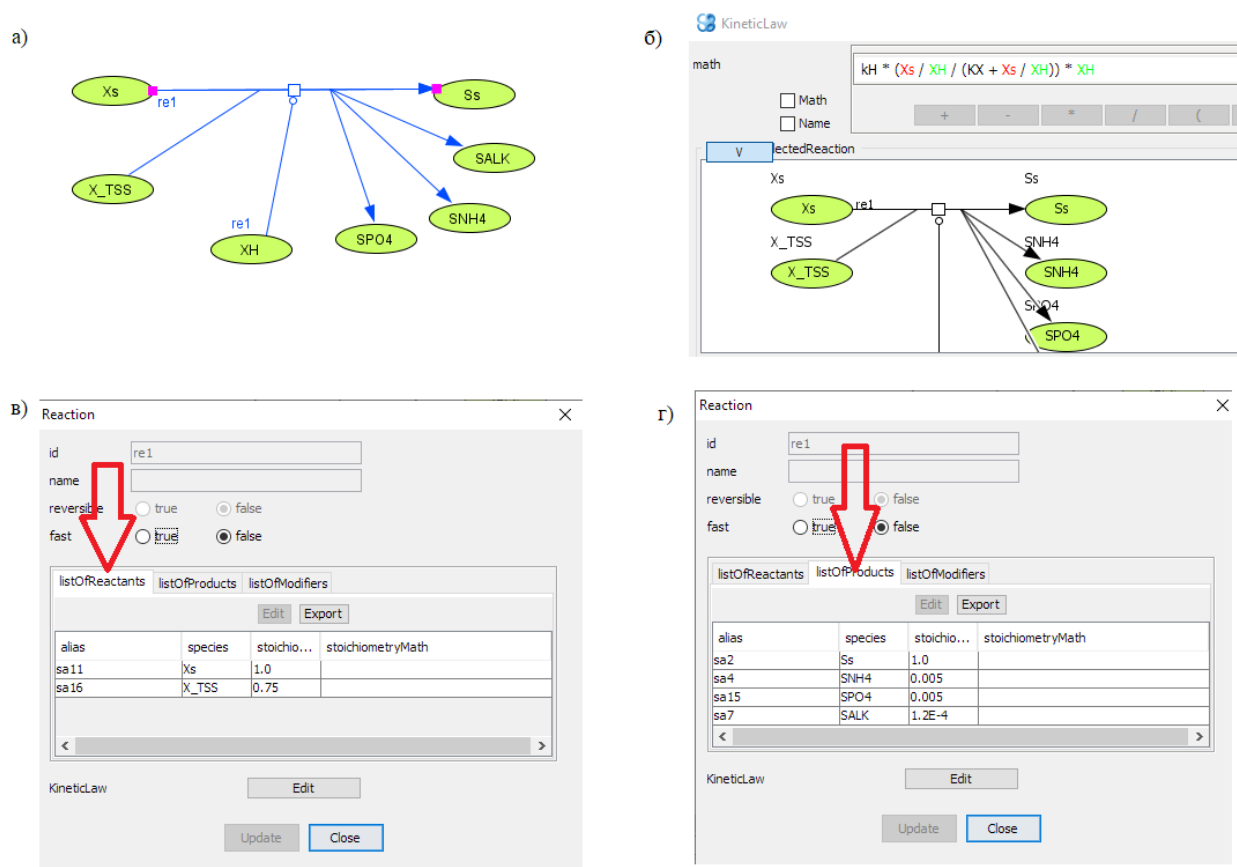 а)
Xs
re1
Ss
X_TSS
SALK
re1
SNH4
XH
SPO4
б)
KineticLaw
math
kH * (Xs / XH / (KX + Xs / XH)) * XH
Math
Name
+ - * / (
V
lectedReaction
Xs Ss
Xs re1 Ss
X_TSS SNH4
X_TSS SNH4
SPO4
SPO4
в)
Reaction
id re1
name
reversible true false
fast true false
listOfReactants listOfProducts listOfModifiers
Edit Export
alias species stoichio... stoichiometryMath
sa11 Xs 1.0
sa16 X_TSS 0.75
KineticLaw Edit
Update Close
г)
Reaction
id re1
name
reversible true false
fast true false
listOfReactants listOfProducts listOfModifiers
Edit Export
alias species stoichio... stoichiometryMath
sa2 Ss 1.0
sa4 SNH4 0.005
sa15 SPO4 0.005
sa7 SALK 1.2E-4
KineticLaw Edit
Update Close